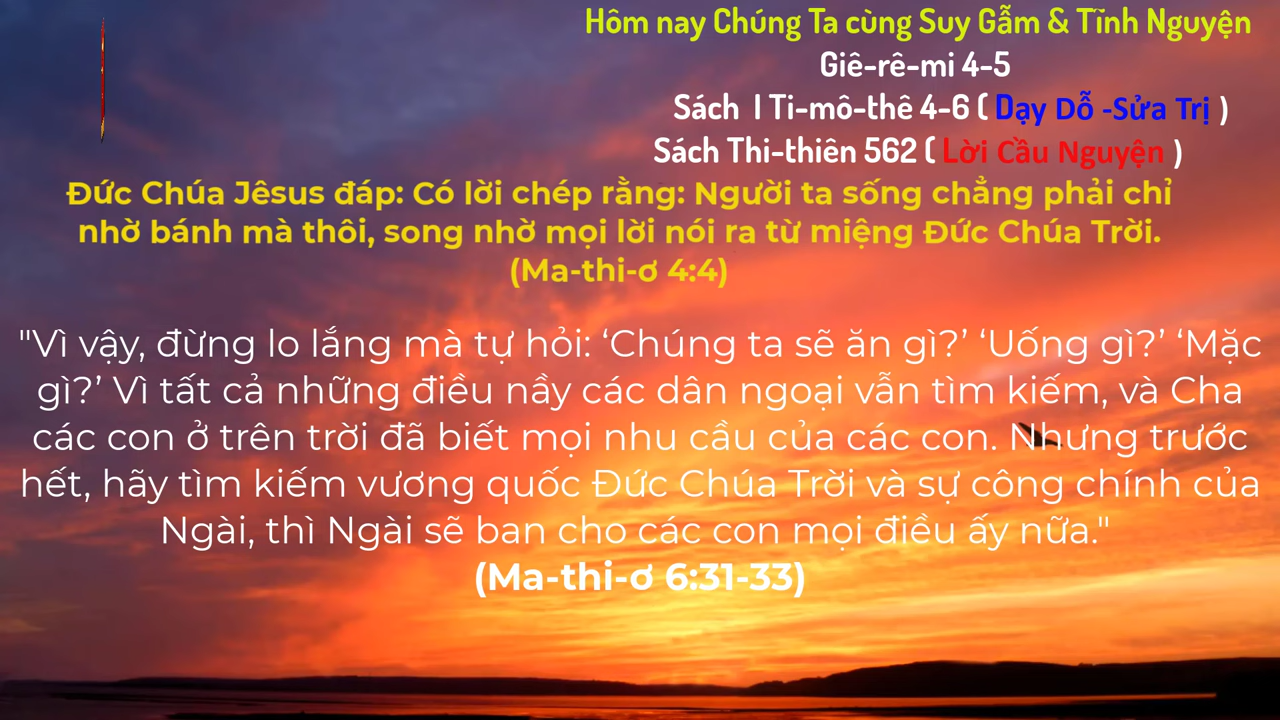 Hôm nay Chúng Ta cùng Suy Gẫm & Tĩnh Nguyện
Giê-rê-mi 4-5
Sách I Ti-mô-thê 4-6 ( Dạy Dỗ -Sửa Trị )
Sách Thi-thiên 562 ( Lời Cầu Nguyện )
Đức Chúa Jêsus đáp: Có lời chép rằng: Người ta sống chẳng phải chỉ
nhờ bánh mà thôi, song nhờ mọi lời nói ra từ miệng Đức Chúa Trời.
(Ma-thi-ơ 4:4)
"Vì vậy, đừng lo lắng mà tự hỏi: ‘Chúng ta sẽ ăn gì?’ ‘Uống gì?’ ‘Mặc
gì?’ Vì tất cả những điều nầy các dân ngoại vẫn tìm kiếm, và Cha
các con ở trên trời đã biết mọi nhu cầu của các con. Nhưng trước
hết, hãy tìm kiếm vương quốc Đức Chúa Trời và sự công chính của
Ngài, thì Ngài sẽ ban cho các con mọi điều ấy nữa."
(Ma-thi-ơ 6:31-33)